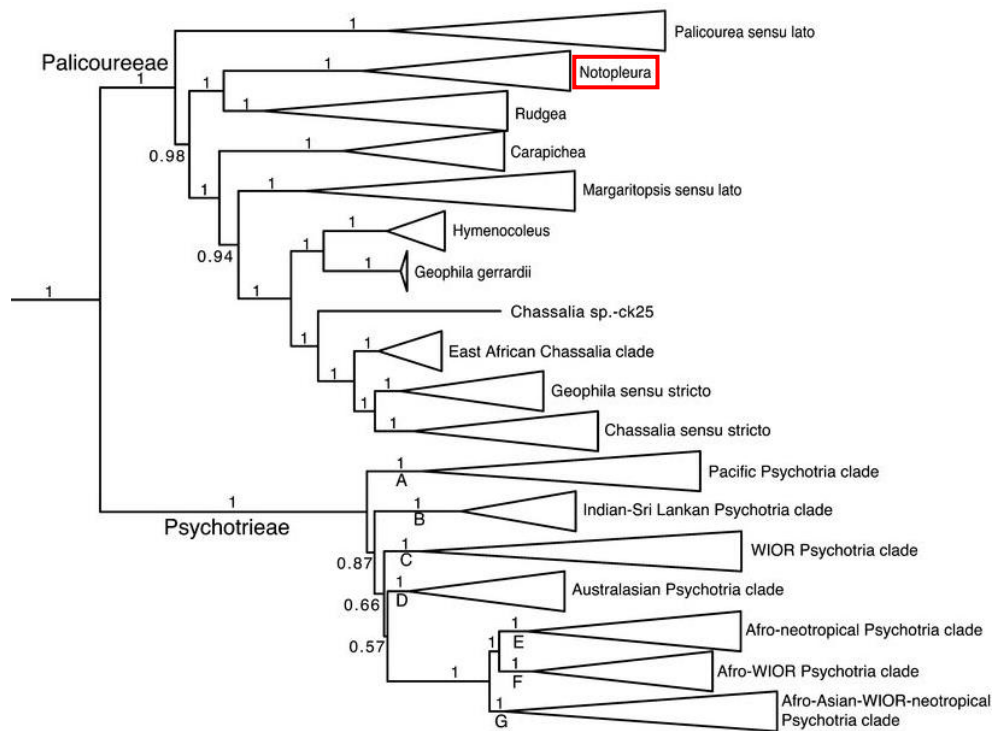 1
Palicourea sensu lato
Palicoureeae
1
1
Notopleura
1
1
Rudgea
0.98
1
Carapichea
1
1
Margaritopsis sensu lato
0.94
1
Hymenocoleus
1
1
Geophila gerrardii
1
1
Chassalia sp.-ck25
1
1
East African Chassalia clade
1
1
Geophila sensu stricto
1
1
Chassalia sensu stricto
1
A
Pacific Psychotria clade
1
Psychotrieae
1
B
Indian-Sri Lankan Psychotria clade
0.87
1
C
WIOR Psychotria clade
0.66
1
D
Australasian Psychotria clade
0.57
1
E
Afro-neotropical Psychotria clade
1
1
1
F
Afro-WIOR Psychotria clade
1
G
Afro-Asian-WIOR-neotropical
Psychotria clade